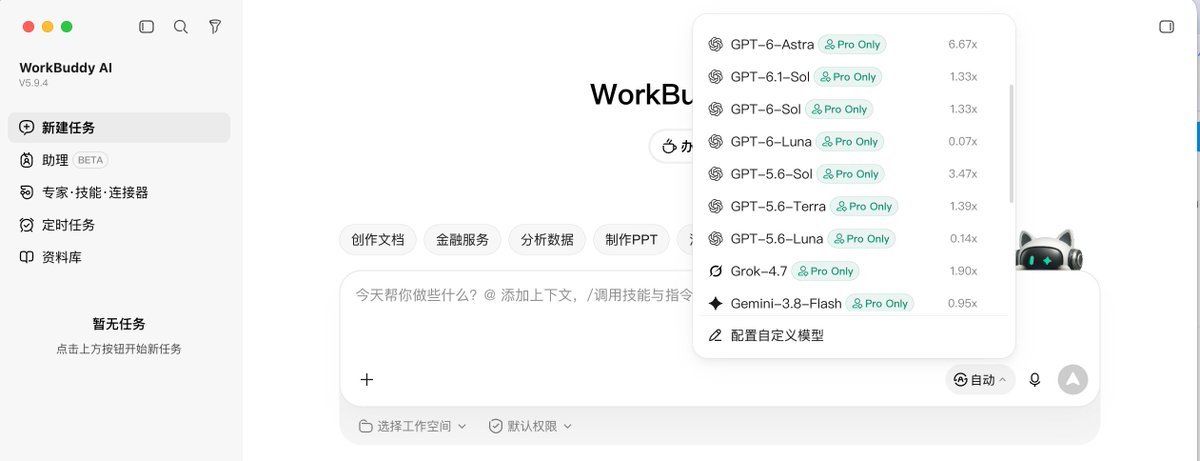 WorkBuddy AI
V5.9.4
新建任务
助理 BETA
专家·技能·连接器
定时任务
资料库
暂无任务
点击上方按钮开始新任务
WorkBu
办
创作文档 金融服务 分析数据 制作PPT
今天帮你做些什么？@ 添加上下文，/调用技能与指令
GPT-6-Astra Pro Only 6.67x
GPT-6.1-Sol Pro Only 1.33x
GPT-6-Sol Pro Only 1.33x
GPT-6-Luna Pro Only 0.07x
GPT-5.6-Sol Pro Only 3.47x
GPT-5.6-Terra Pro Only 1.39x
GPT-5.6-Luna Pro Only 0.14x
Grok-4.7 Pro Only 1.90x
Gemini-3.8-Flash Pro Only 0.95x
配置自定义模型
自动
选择工作空间 默认权限